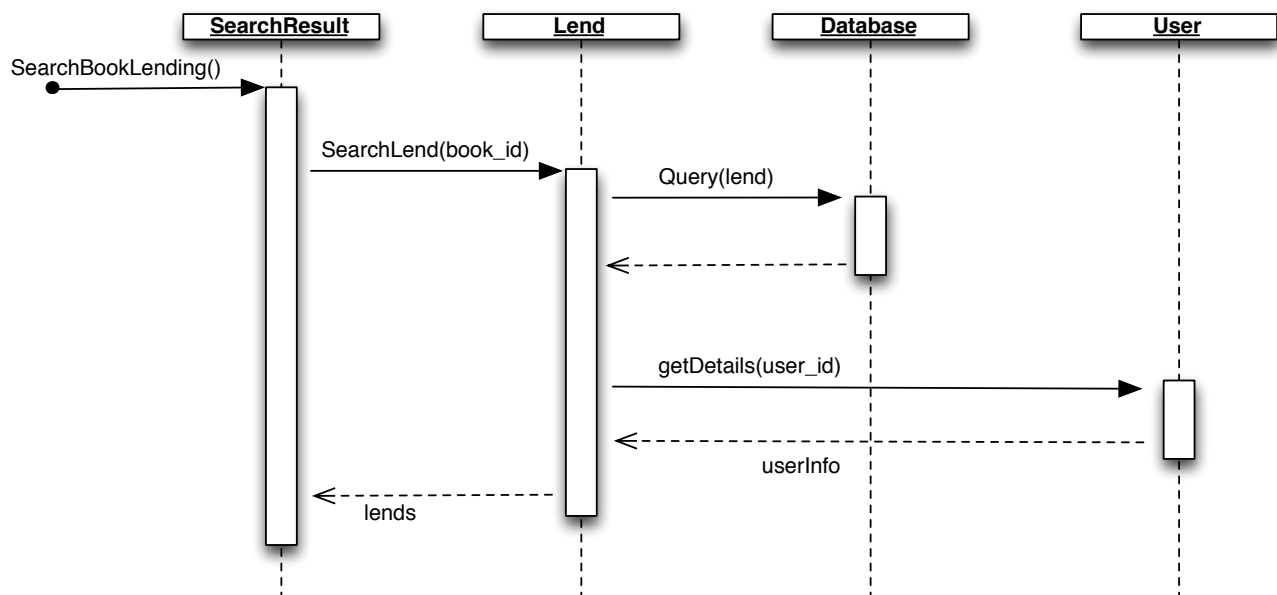 SearchResult
Lend
Database
User
SearchBookLending()
SearchLend(book_id)
Query(lend)
getDetails(user_id)
userInfo
lends